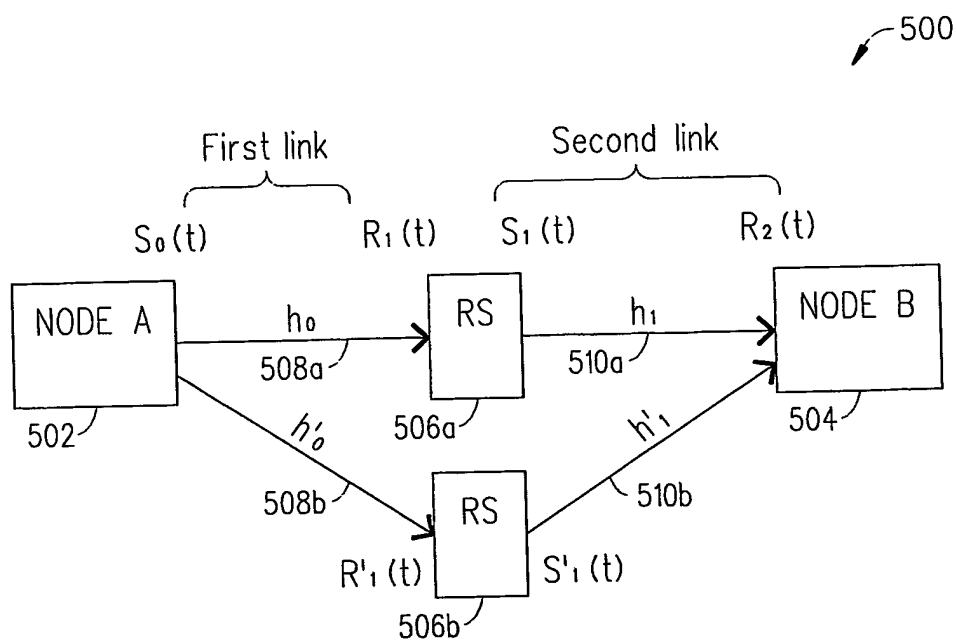 500
First link
Second link
S₀(t)
R₁(t)
S₁(t)
R₂(t)
NODE A
h₀
RS
h₁
NODE B
508a
510a
502
506a
504
h'₀
h'₁
508b
RS
510b
R'₁(t)
S'₁(t)
506b